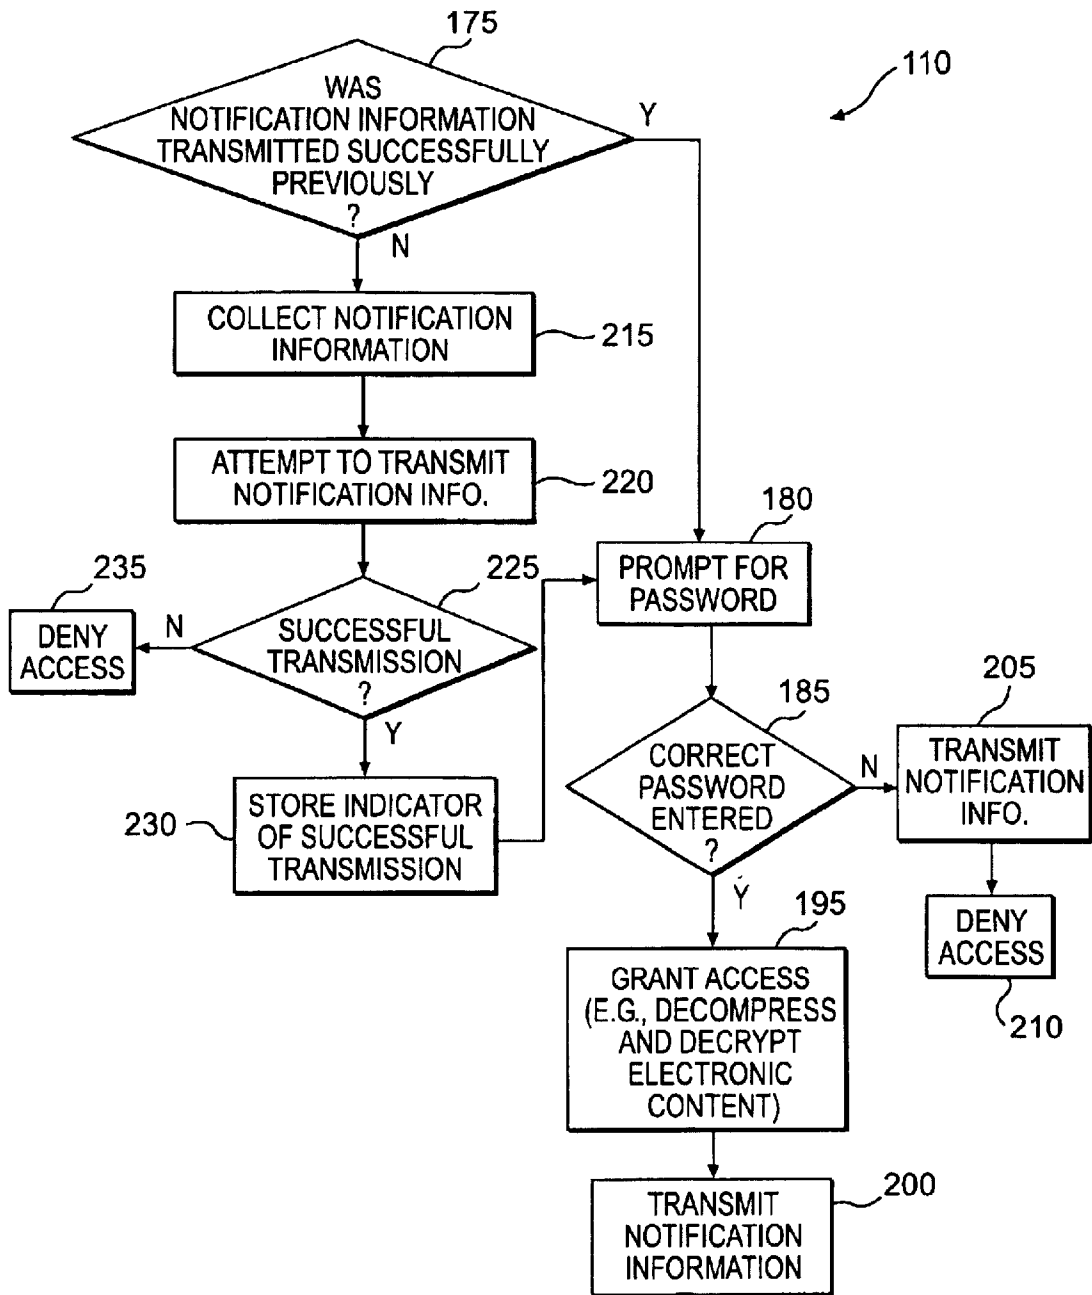 175
110
WAS
NOTIFICATION INFORMATION
TRANSMITTED SUCCESSFULLY
PREVIOUSLY
?
Y
N
COLLECT NOTIFICATION
INFORMATION
215
ATTEMPT TO TRANSMIT
NOTIFICATION INFO.
220
180
PROMPT FOR
PASSWORD
235
DENY
ACCESS
N
225
SUCCESSFUL
TRANSMISSION
?
Y
230
STORE INDICATOR
OF SUCCESSFUL
TRANSMISSION
185
CORRECT
PASSWORD
ENTERED
?
N
Y
205
TRANSMIT
NOTIFICATION
INFO.
DENY
ACCESS
210
195
GRANT ACCESS
(E.G., DECOMPRESS
AND DECRYPT
ELECTRONIC
CONTENT)
200
TRANSMIT
NOTIFICATION
INFORMATION